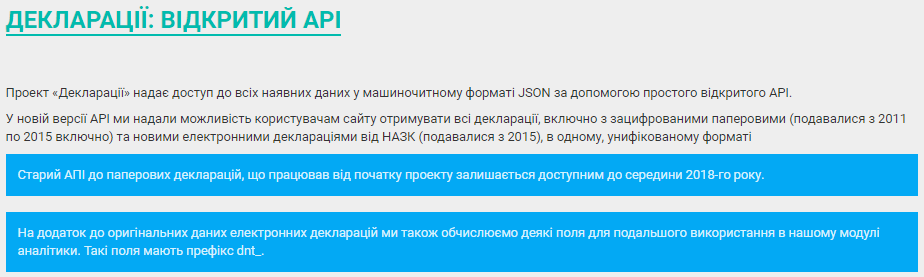 ДЕКЛАРАЦІЇ: ВІДКРИТИЙ API
Проект «Декларації» надає доступ до всіх наявних даних у машиночитному форматі JSON за допомогою простого відкритого API.
У новій версії API ми надали можливість користувачам сайту отримувати всі декларації, включно з зацифрованими паперовими (подавалися з 2011
по 2015 включно) та новими електронними деклараціями від НАЗК (подавалися з 2015), в одному, унифікованому форматі
Старий АПІ до паперових декларацій, що працював від початку проекту залишається доступним до середини 2018-го року.
На додаток до оригінальних даних електронних декларацій ми також обчислюємо деякі поля для подальшого використання в нашому модулі
аналітики. Такі поля мають префікс dnt_.